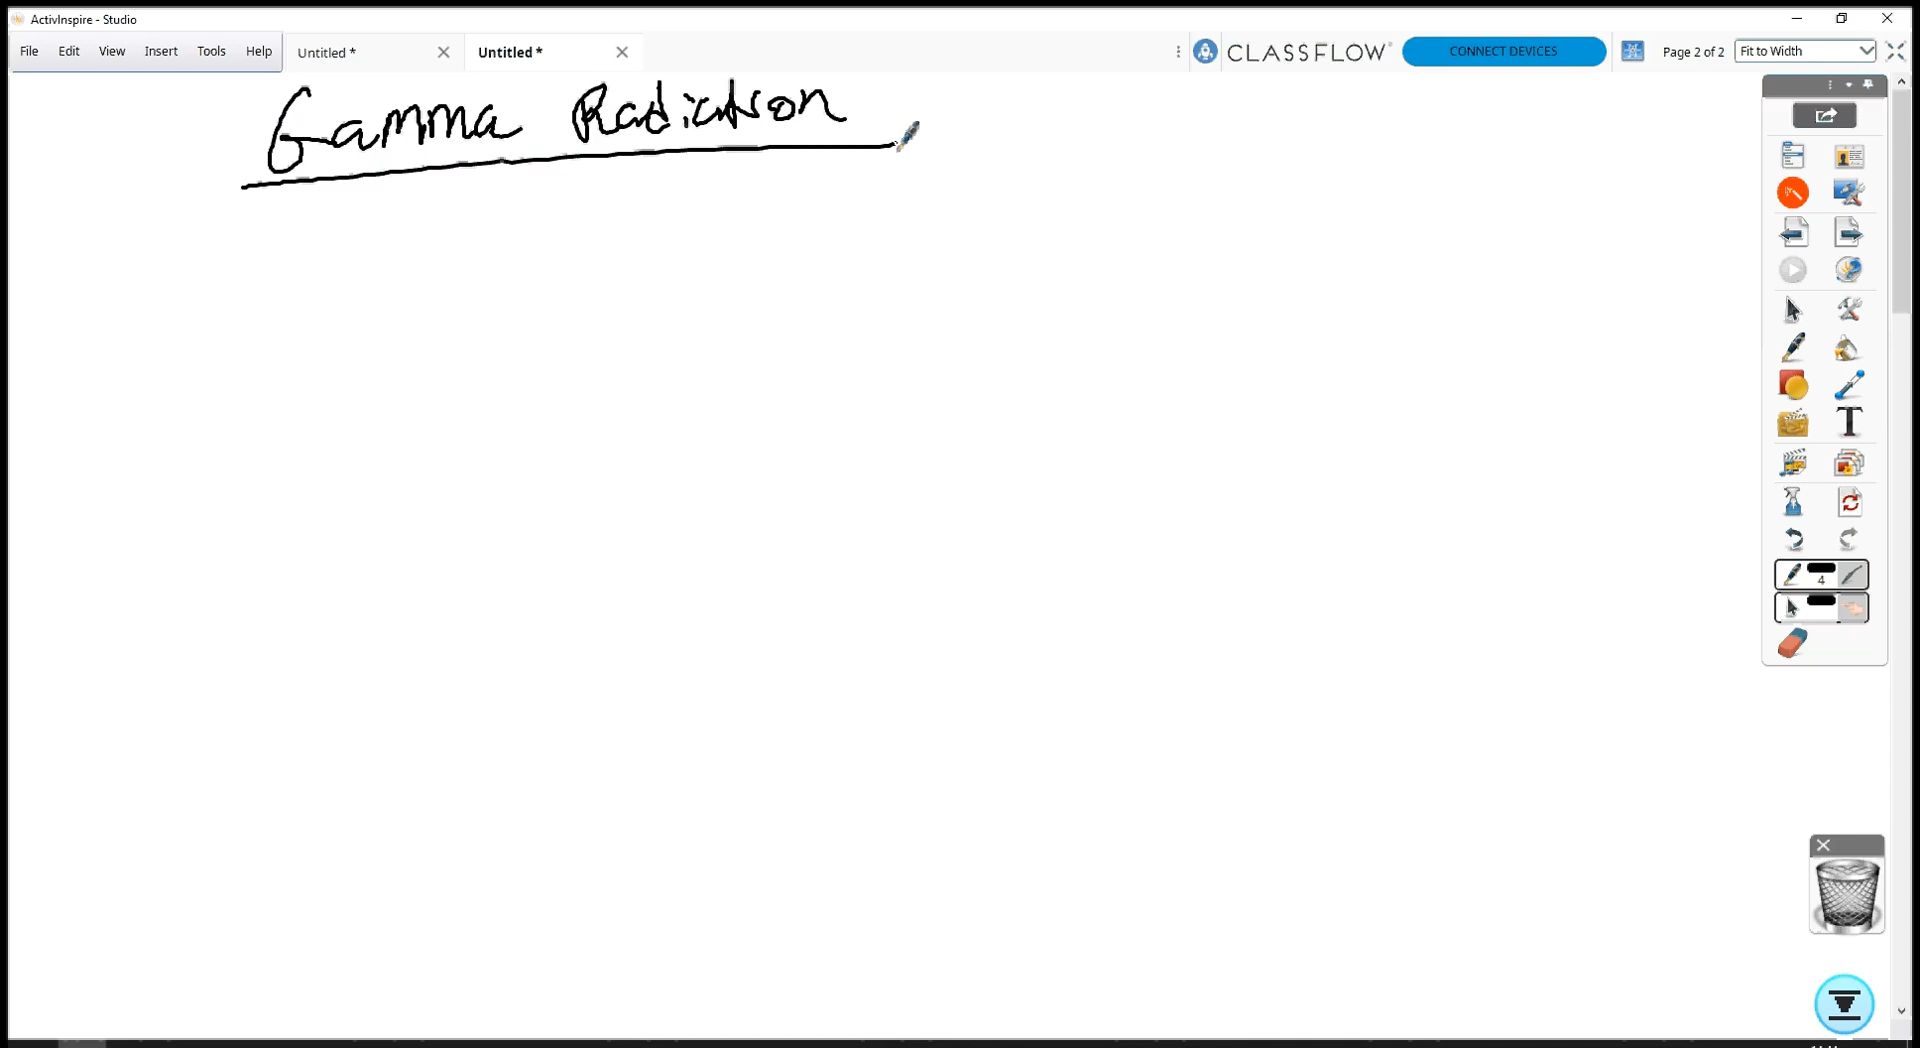 ActivInspire - Studio
File Edit View Insert Tools Help Untitled * Untitled * CLASSFLOW CONNECT DEVICES Page 2 of 2 Fit to Width
Gamma Radiation
4